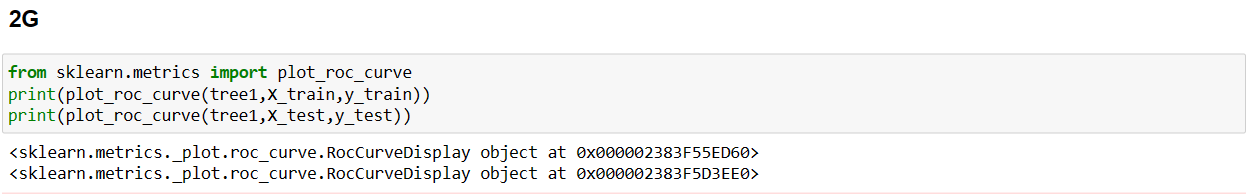 2G
from sklearn.metrics import plot_roc_curve
print(plot_roc_curve(tree1,X_train,y_train))
print(plot_roc_curve(tree1,X_test,y_test))
<sklearn.metrics._plot.roc_curve.RocCurveDisplay object at 0x000002383F55ED60>
<sklearn.metrics._plot.roc_curve.RocCurveDisplay object at 0x000002383F5D3EE0>